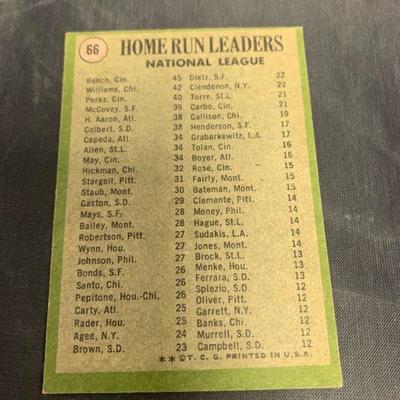 66
HOME RUN LEADERS
NATIONAL LEAGUE
Bench, Cin. 45
Williams, Chi. 42
Perez, Cin. 40
McCovey, S.F. 39
H. Aaron, Atl. 38
Colbert, S.D. 38
Cepeda, Atl. 34
Allen, St.L. 34
May, Cin. 34
Hickman, Chi. 32
Stargell, Pitt. 31
Staub, Mont. 30
Gaston, S.D. 29
Mays, S.F. 28
Bailey, Mont. 28
Robertson, Pitt. 27
Wynn, Hou. 27
Johnson, Phil. 27
Bonds, S.F. 26
Santo, Chi. 26
Pepitone, Hou.-Chi. 26
Carty, Atl. 25
Rader, Hou. 25
Agee, N.Y. 24
Brown, S.D. 23
Dietz, S.F. 22
Clendenon, N.Y. 22
Torre, St.L. 21
Carbo, Cin. 21
Callison, Chi. 19
Henderson, S.F. 17
Grabarkewitz, L.A. 17
Tolan, Cin. 16
Boyer, Atl. 16
Rose, Cin. 15
Fairly, Mont. 15
Bateman, Mont. 15
Clemente, Pitt. 14
Money, Phil. 14
Hague, St.L. 14
Sudakis, L.A. 14
Jones, Mont. 14
Brock, St.L. 13
Menke, Hou. 13
Ferrara, S.D. 13
Spiezio, S.D. 12
Oliver, Pitt. 12
Garrett, N.Y. 12
Banks, Chi. 12
Murrell, S.D. 12
Campbell, S.D. 12
**©T. C. G. PRINTED IN U.S.A.